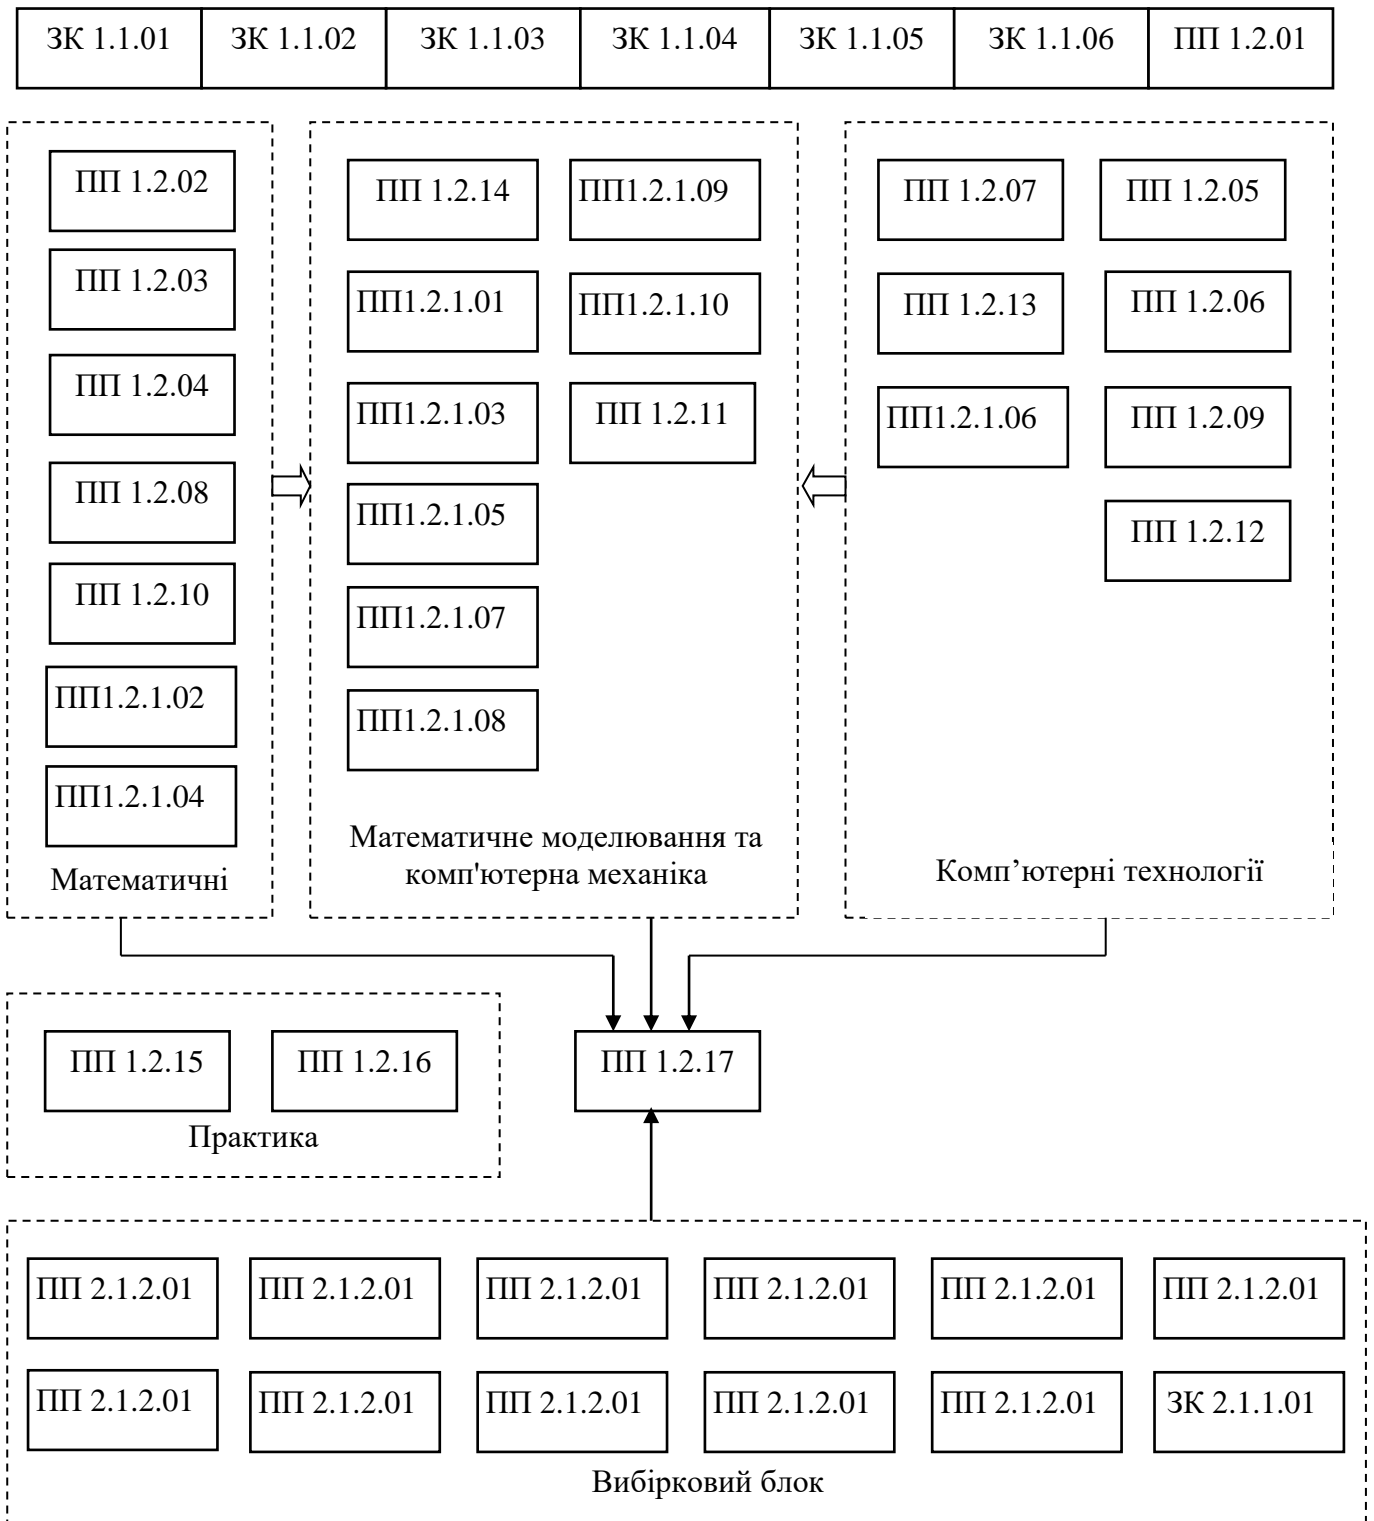 ЗК 1.1.01 ЗК 1.1.02 ЗК 1.1.03 ЗК 1.1.04 ЗК 1.1.05 ЗК 1.1.06 ПП 1.2.01
ПП 1.2.02
ПП 1.2.03
ПП 1.2.04
ПП 1.2.08
ПП 1.2.10
ПП1.2.1.02
ПП1.2.1.04
Математичні
ПП 1.2.14 ПП1.2.1.09
ПП1.2.1.01 ПП1.2.1.10
ПП1.2.1.03 ПП 1.2.11
ПП1.2.1.05
ПП1.2.1.07
ПП1.2.1.08
Математичне моделювання та
комп'ютерна механіка
ПП 1.2.07 ПП 1.2.05
ПП 1.2.13 ПП 1.2.06
ПП1.2.1.06 ПП 1.2.09
ПП 1.2.12
Комп’ютерні технології
ПП 1.2.15 ПП 1.2.16
Практика
ПП 1.2.17
ПП 2.1.2.01 ПП 2.1.2.01 ПП 2.1.2.01 ПП 2.1.2.01 ПП 2.1.2.01 ПП 2.1.2.01
ПП 2.1.2.01 ПП 2.1.2.01 ПП 2.1.2.01 ПП 2.1.2.01 ПП 2.1.2.01 ЗК 2.1.1.01
Вибірковий блок